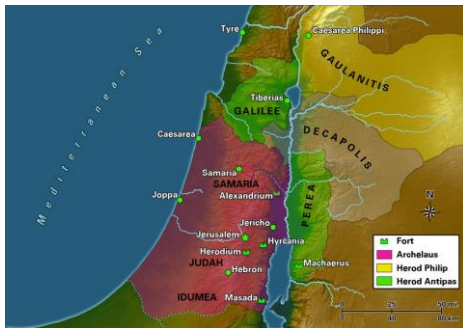 Mediterranean Sea
Tyre
Caesarea Philippi
GAULANITIS
Tiberias
GALILEE
DECAPOLIS
Caesarea
Samaria
SAMARIA
Alexandrium
Joppa
PEREA
Jericho
Jerusalem
Hyrcania
Herodium
JUDAH
Machaerus
Hebron
IDUMEA
Masada
N
Fort
Archelaus
Herod Philip
Herod Antipas
0 25 50 mi.
0 40 80 km